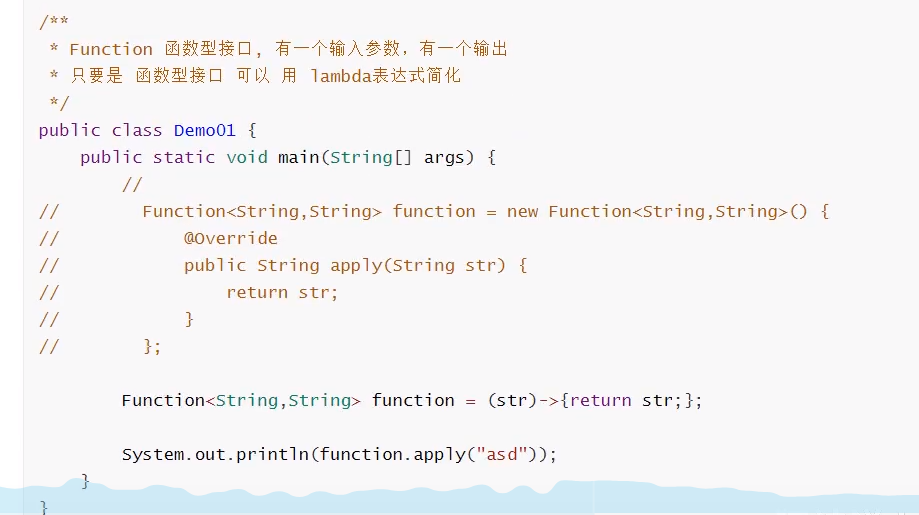 /**
 * Function 函数型接口, 有一个输入参数，有一个输出
 * 只要是 函数型接口 可以 用 lambda表达式简化
 */
public class Demo01 {
    public static void main(String[] args) {
        //
//        Function<String,String> function = new Function<String,String>() {
//            @Override
//            public String apply(String str) {
//                return str;
//            }
//        };
        Function<String,String> function = (str)->{return str;};
        System.out.println(function.apply("asd"));
    }
}